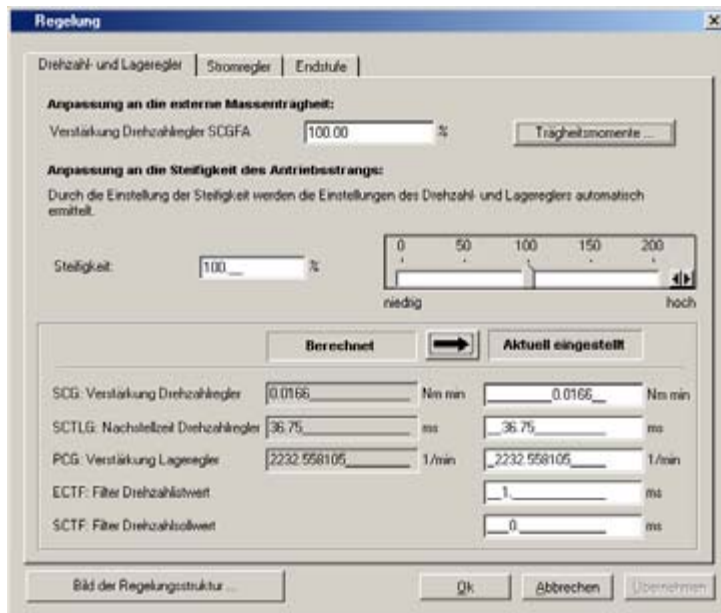 Regelung
Drehzahl- und Lageregler Stromregler Endstufe
Anpassung an die externe Massenträgheit:
Verstärkung Drehzahlregler SCGFA 100.00 % Trägheitsmomente ...
Anpassung an die Steifigkeit des Antriebsstrangs:
Durch die Einstellung der Steifigkeit werden die Einstellungen des Drehzahl- und Lagereglers automatisch
ermittelt.
0 50 100 150 200
Steifigkeit: 100.__ %
niedrig hoch
Berechnet Aktuell eingestellt
SCG: Verstärkung Drehzahlregler 0.0166 Nm min 0.0166 Nm min
SCTLG: Nachstellzeit Drehzahlregler 36.75 ms 36.75 ms
PCG: Verstärkung Lageregler 2232.558105 1/min 2232.558105 1/min
ECTF: Filter Drehzahlistwert 1. ms
SCTF: Filter Drehzahlsollwert 0. ms
Bild der Regelungsstruktur ... Ok Abbrechen Übernehmen